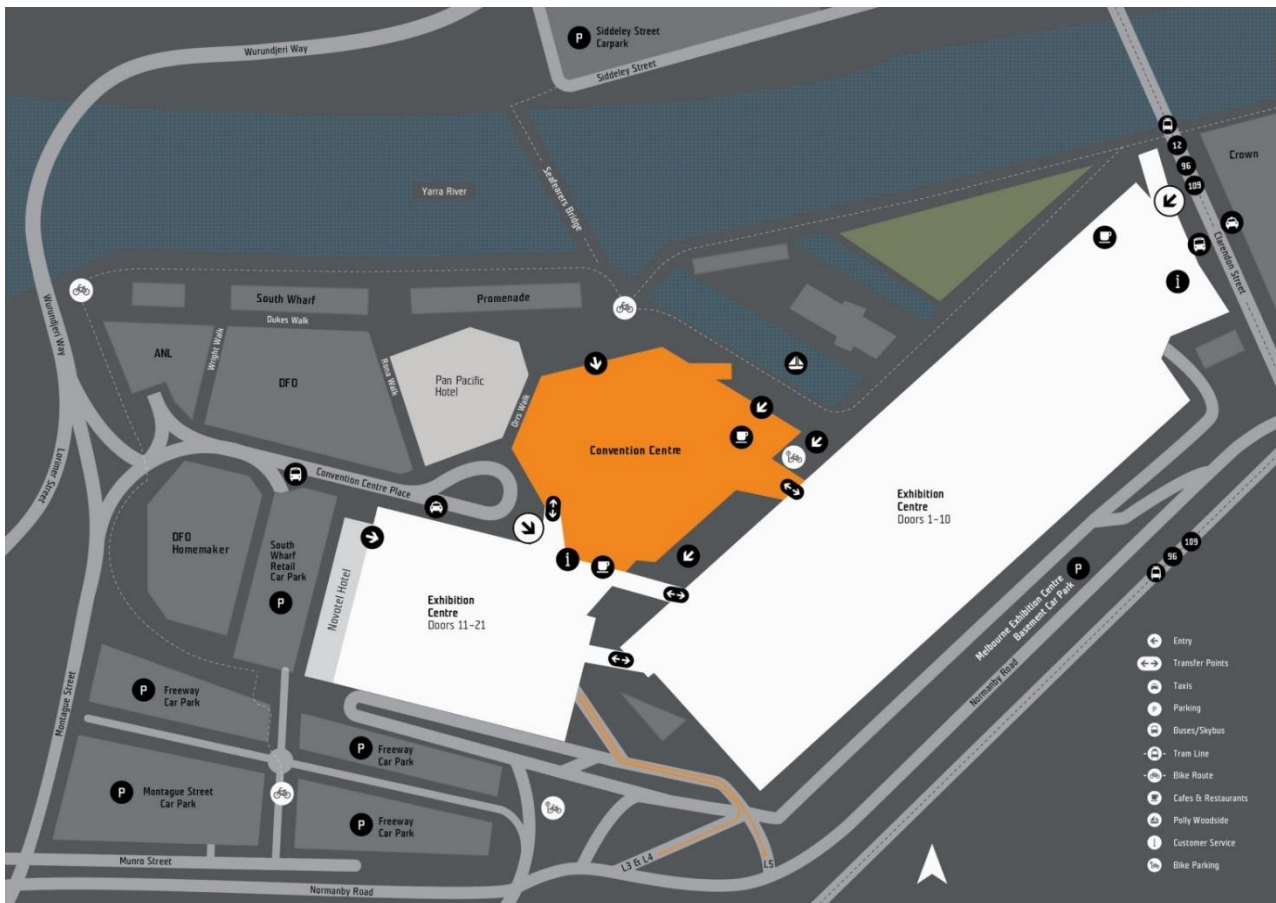 Wurundjeri Way
P
Siddeley Street
Carpark
Siddeley Street
Yarra River
Seafarers Bridge
12
96
109
Crown
Clarendon Street
i
Wurundjeri Way
South Wharf
Promenade
Dukes Walk
ANL
Wright Walk
DFO
Rona Walk
Pan Pacific
Hotel
Orrs Walk
Convention Centre
Lorimer Street
Convention Centre Place
Exhibition
Centre
Doors 1-10
DFO
Homemaker
South
Wharf
Retail
Car Park
P
Novotel Hotel
i
Exhibition
Centre
Doors 11-21
109
96
P
Melbourne Exhibition Centre
Basement Car Park
Normanby Road
Montague Street
P
Freeway
Car Park
P
Freeway
Car Park
P
Montague Street
Car Park
P
Freeway
Car Park
Munro Street
Normanby Road
L3 & L4
L5
Entry
Transfer Points
Taxis
P
Parking
Buses/Skybus
Tram Line
Bike Route
Cafes & Restaurants
Polly Woodside
i
Customer Service
Bike Parking